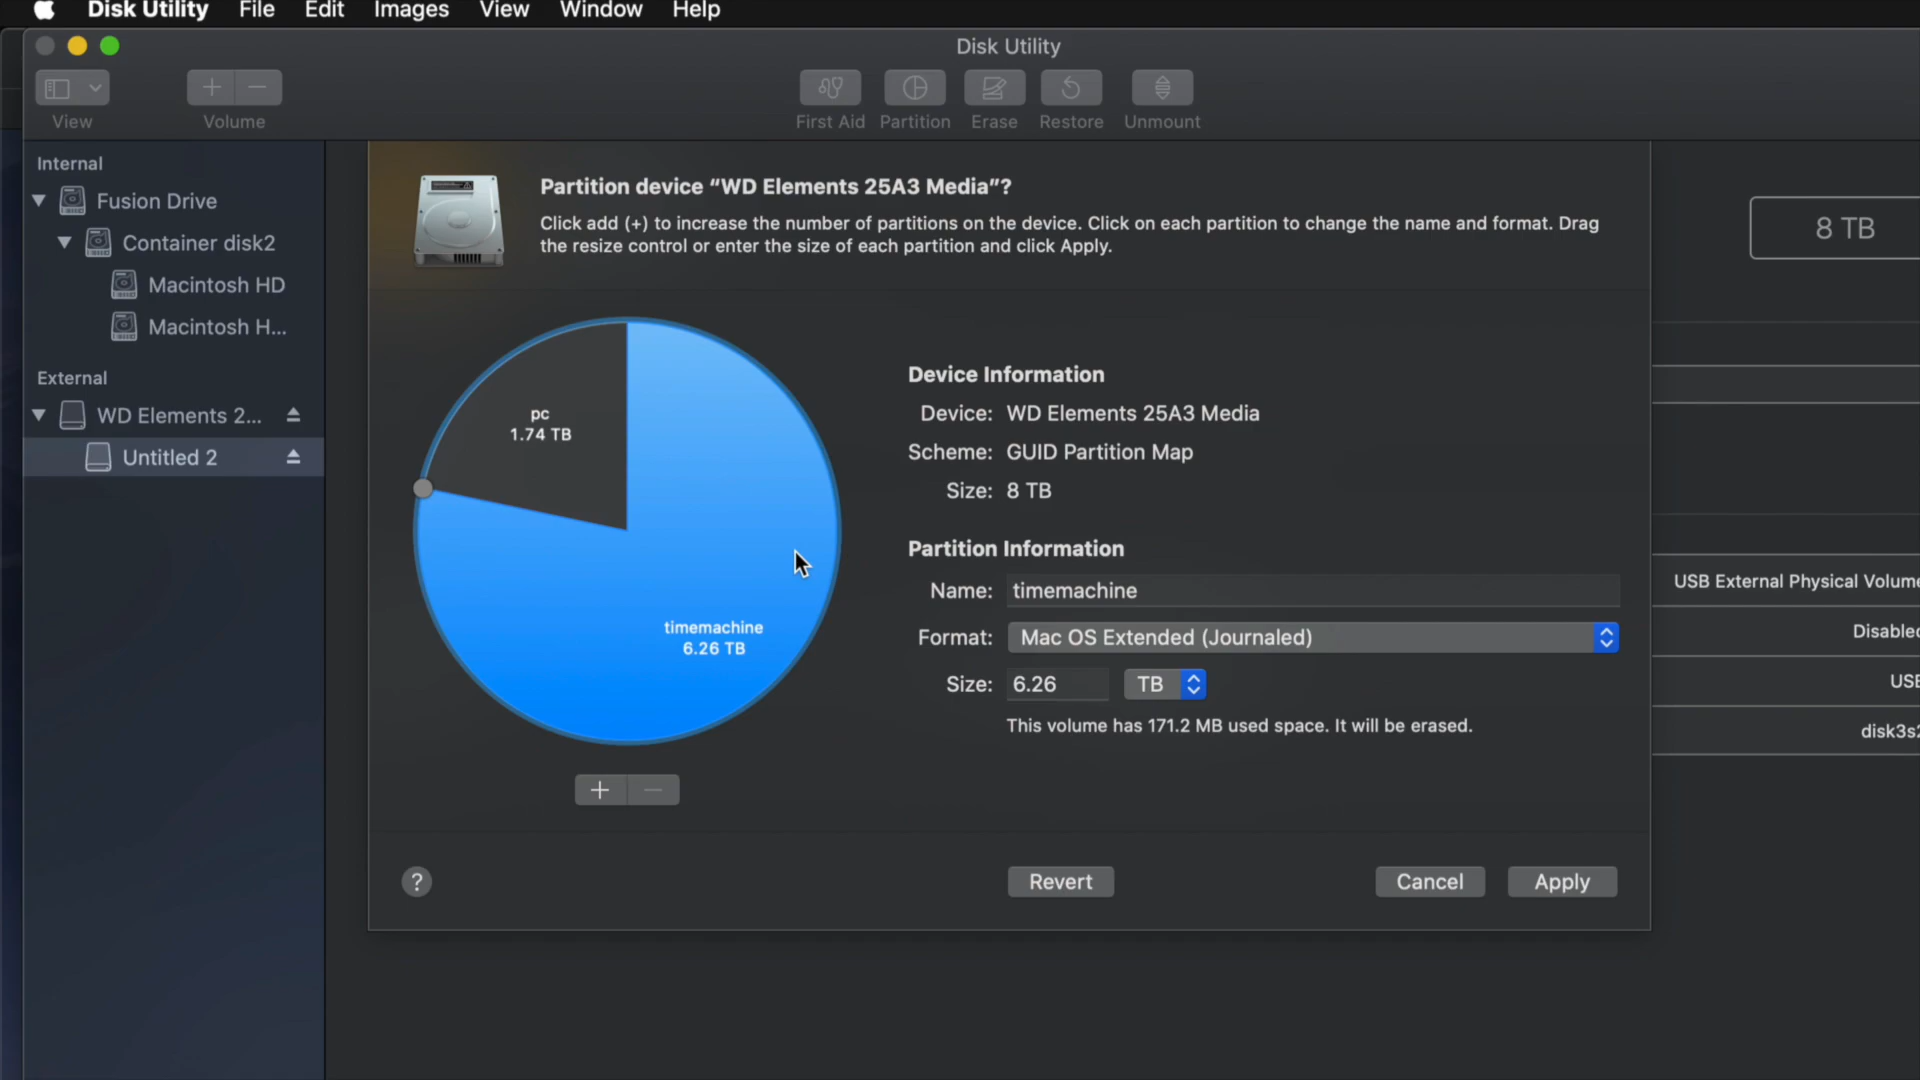 Disk Utility File Edit Images View Window Help
Disk Utility
View
Volume
First Aid Partition Erase Restore Unmount
Internal
Fusion Drive
Container disk2
Macintosh HD
Macintosh H...
External
WD Elements 2...
Untitled 2
Partition device “WD Elements 25A3 Media”?
Click add (+) to increase the number of partitions on the device. Click on each partition to change the name and format. Drag
the resize control or enter the size of each partition and click Apply.
pc
1.74 TB
timemachine
6.26 TB
Device Information
Device: WD Elements 25A3 Media
Scheme: GUID Partition Map
Size: 8 TB
Partition Information
Name: timemachine
Format: Mac OS Extended (Journaled)
Size: 6.26 TB
This volume has 171.2 MB used space. It will be erased.
+ −
? Revert Cancel Apply
8 TB
USB External Physical Volume
Disabled
USB
disk3s2